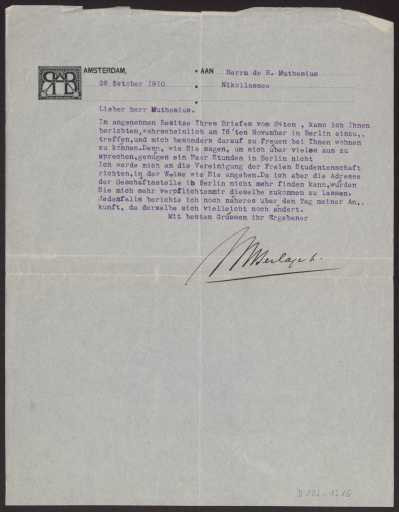 AMSTERDAM,
AAN
Herrn de H. Muthesius
26 October 1910
Nikollassee
Lieber herr Muthesius.
Im angenehmen Besitze Ihres Briefes vom 24ten , kann ich Ihnen
berichten,wahrscheinlich am 16'ten November in Berlin einzu..
treffen,und mich besonders darauf zu freuen bei Ihnen wohnen
zu können.Denn, wie Sie sagen, um sich über vieles aus zu
sprechen,genügen ein Paar Stunden in Berlin nicht
Ich werde mich an die Vereinigung der Freien Studentenschaft
richten,in der Weise wie Sie angeben.Da ich aber die Adresse
der Geschäftstelle in Berlin nicht mehr finden kann,würden
Sie mich mehr verpflichtenmir dieselbe zukommen zu lassen.
Jedenfalls berichte ich noch näheres über den Tag meiner An..
kunft, da derselbe sich vielleicht noch ändert.
Mit besten Grüssen ihr Ergebener
HPBerlage